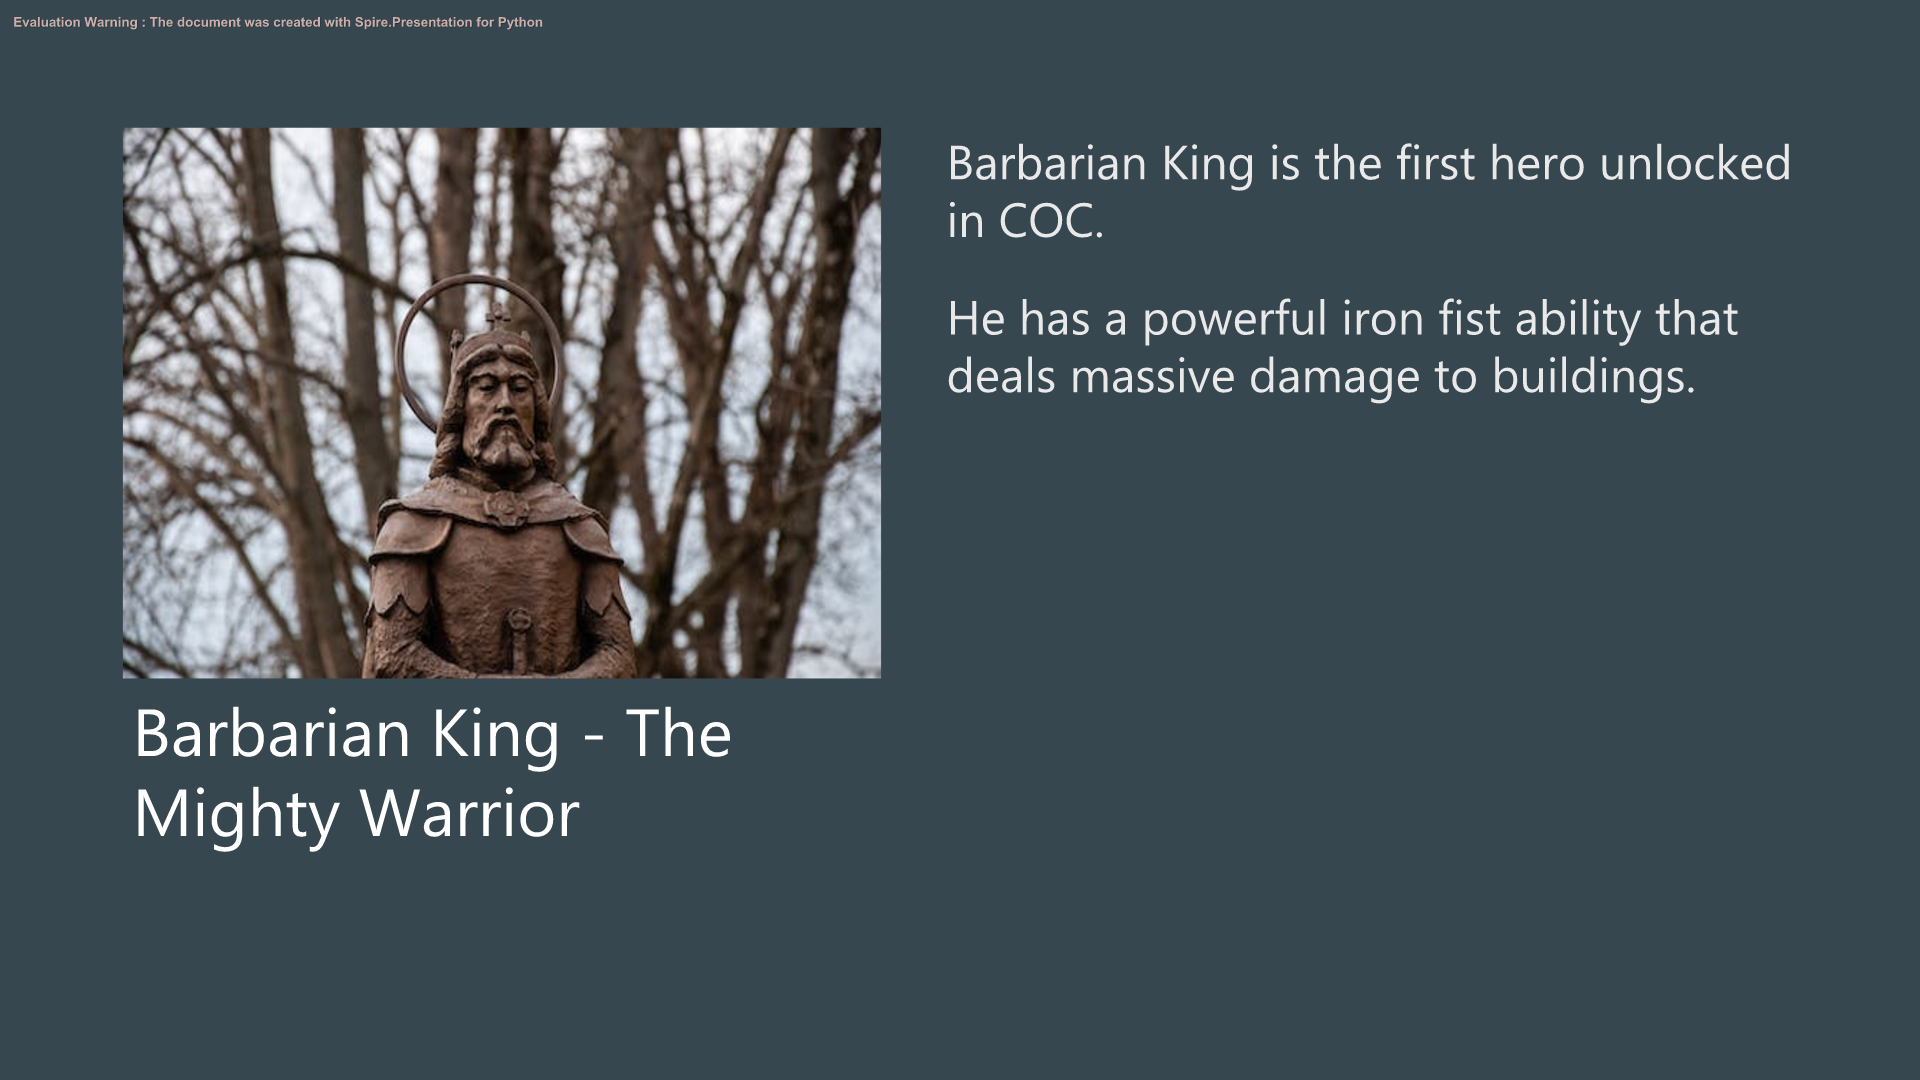 Evaluation Warning : The document was created with Spire.Presentation for Python
Barbarian King is the first hero unlocked
in COC.
He has a powerful iron fist ability that
deals massive damage to buildings.
Barbarian King - The
Mighty Warrior